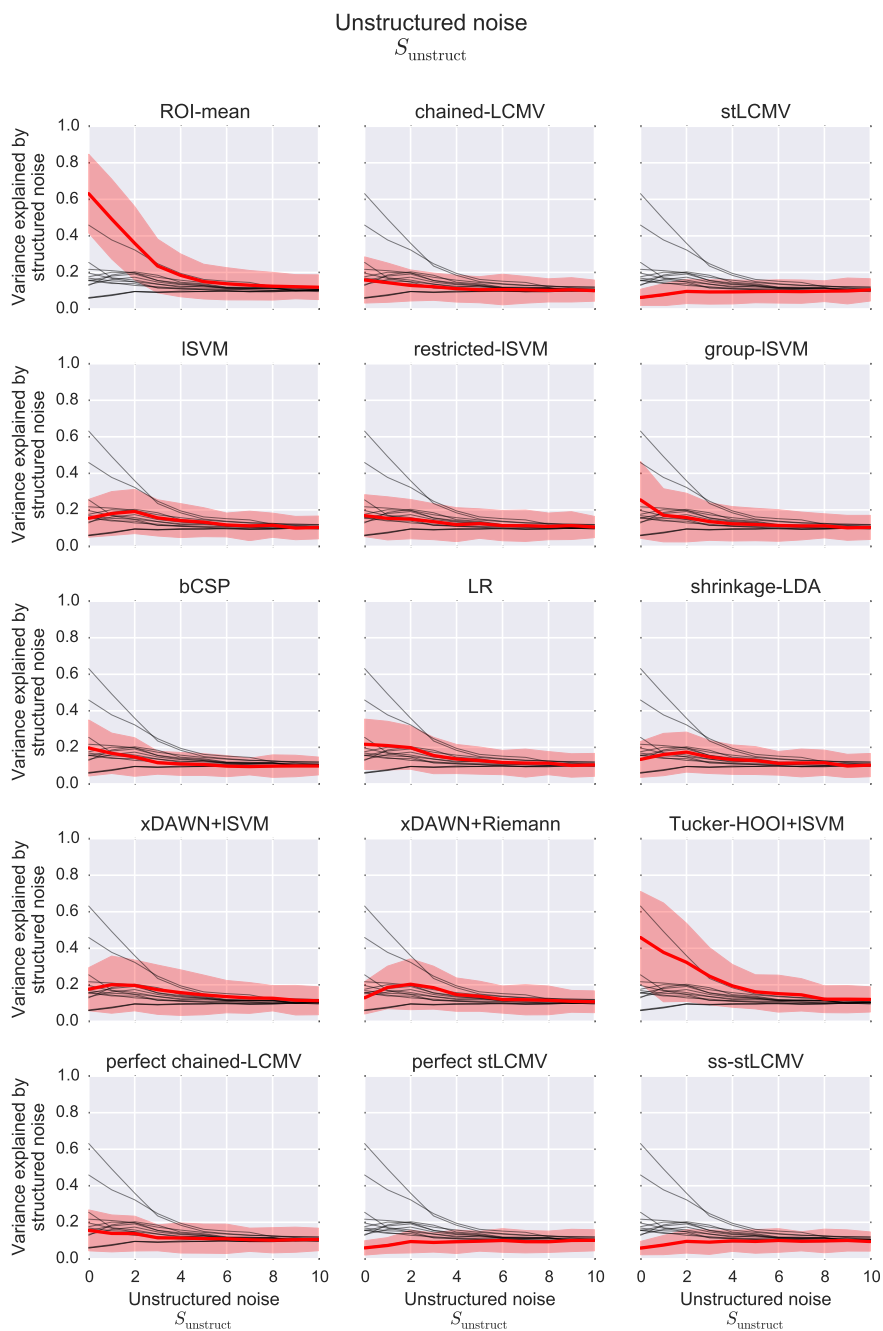 Unstructured noise
S_unstruct
ROI-mean
chained-LCMV
stLCMV
Variance explained by
structured noise
1.0
0.8
0.6
0.4
0.2
0.0
lSVM
restricted-lSVM
group-lSVM
Variance explained by
structured noise
1.0
0.8
0.6
0.4
0.2
0.0
bCSP
LR
shrinkage-LDA
Variance explained by
structured noise
1.0
0.8
0.6
0.4
0.2
0.0
xDAWN+lSVM
xDAWN+Riemann
Tucker-HOOI+lSVM
Variance explained by
structured noise
1.0
0.8
0.6
0.4
0.2
0.0
perfect chained-LCMV
perfect stLCMV
ss-stLCMV
Variance explained by
structured noise
1.0
0.8
0.6
0.4
0.2
0.0
0 2 4 6 8 10
0 2 4 6 8 10
0 2 4 6 8 10
Unstructured noise
S_unstruct
Unstructured noise
S_unstruct
Unstructured noise
S_unstruct